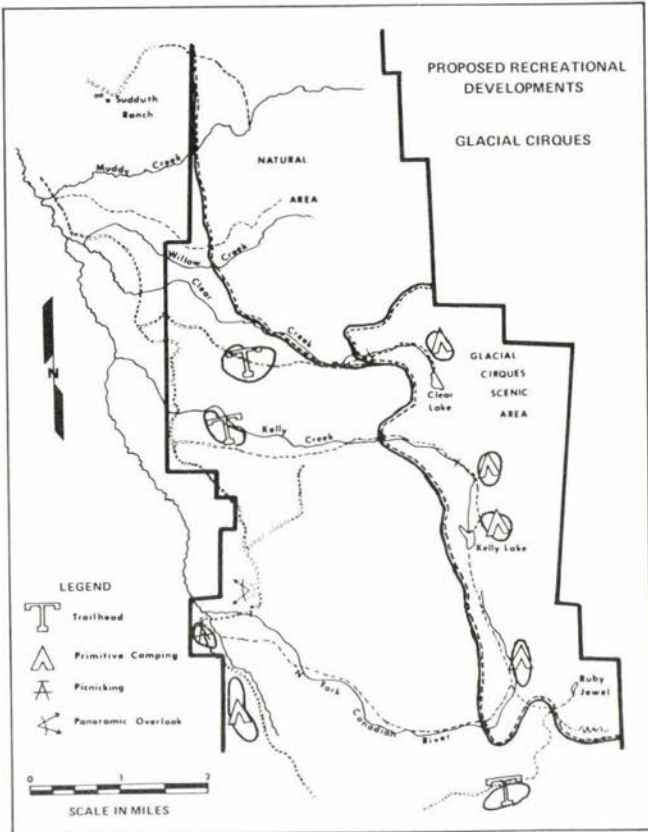 PROPOSED RECREATIONAL
DEVELOPMENTS
GLACIAL CIRQUES
Sudduth
Ranch
Muddy Creek
NATURAL
AREA
Willow Creek
Clear Creek
GLACIAL
CIRQUES
SCENIC
AREA
Clear
Lake
N
Kelly Creek
Kelly Lake
LEGEND
Trailhead
Primitive Camping
Picnicking
Panoramic Overlook
Ruby
Jewel
N Fork Canadian River
0 1 2
SCALE IN MILES